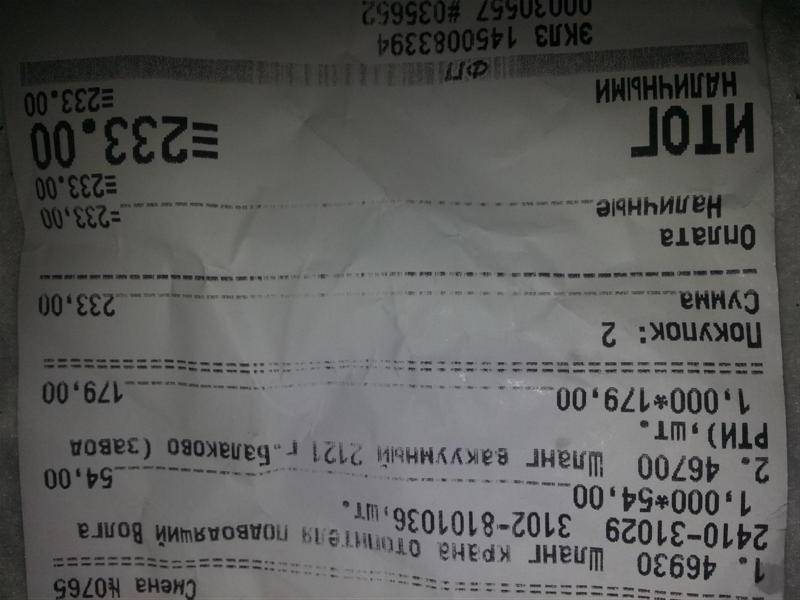 Смена №0765
1. 46930 Шланг крана отопителя подводящий Волга
2410-31029 3102-8101036,шт.
1,000*54,00 54,00
2. 46700 Шланг вакуумный 2121 г.Балаково (завод
РТИ),шт.
1,000*179,00 179,00
Покупок: 2
Сумма 233,00
Оплата
Наличные =233,00
≡233.00
ИТОГ ≡233.00
НАЛИЧНЫМИ ≡233.00
ФП
ЭКЛЗ 1450083394
00030557 #035652